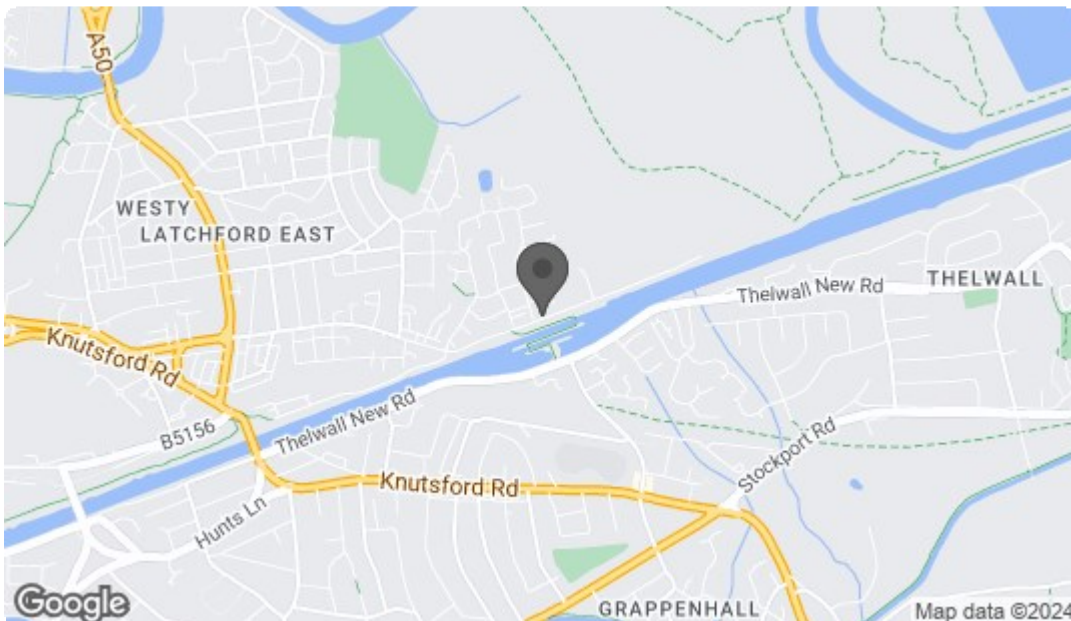 A50
WESTY
LATCHFORD EAST
THELWALL
Thelwall New Rd
Knutsford Rd
B5156
Thelwall New Rd
Stockport Rd
Knutsford Rd
Hunts Ln
GRAPPENHALL
Google
Map data ©2024